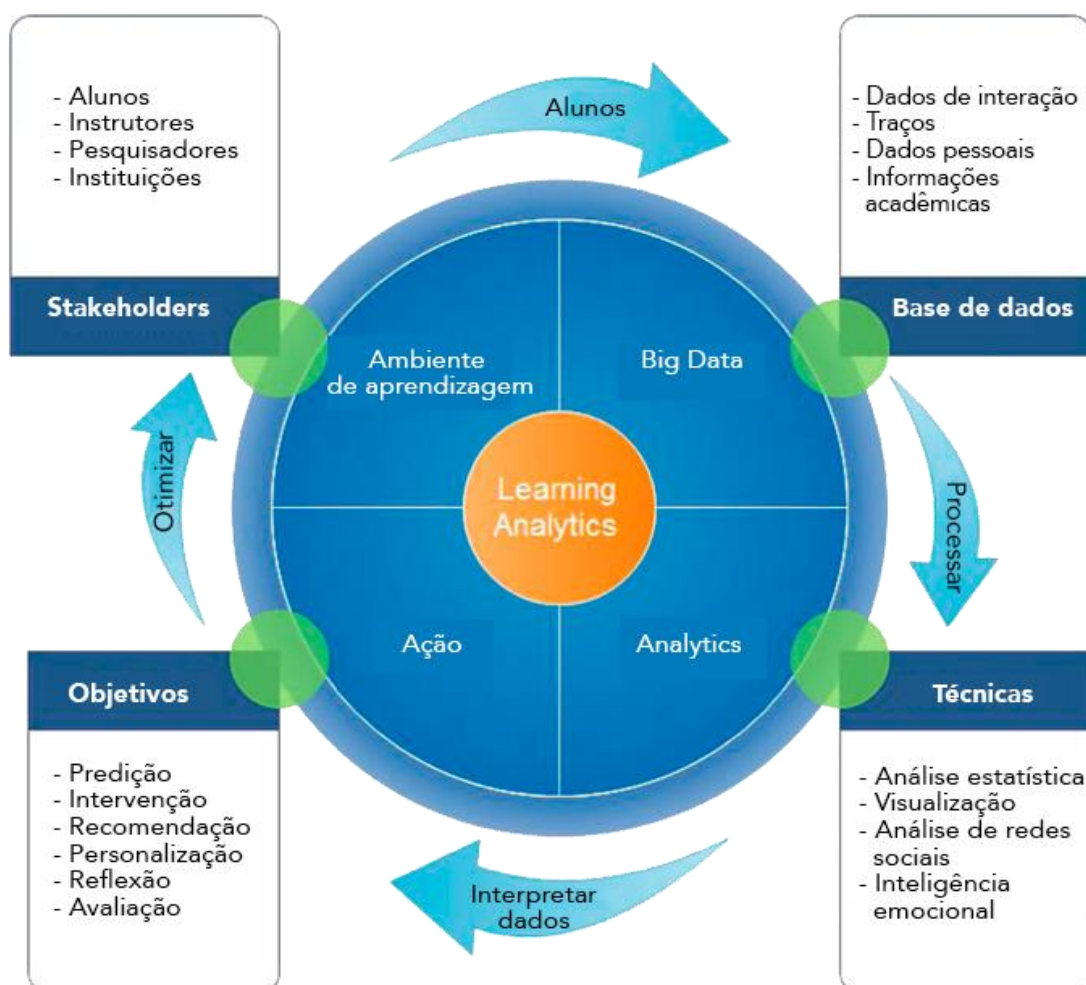 - Alunos
- Instrutores
- Pesquisadores
- Instituições
Stakeholders
Alunos
- Dados de interação
- Traços
- Dados pessoais
- Informações
acadêmicas
Base de dados
Ambiente
de aprendizagem
Big Data
Learning
Analytics
Ação
Analytics
Otimizar
Processar
Objetivos
- Predição
- Intervenção
- Recomendação
- Personalização
- Reflexão
- Avaliação
Interpretar
dados
Técnicas
- Análise estatística
- Visualização
- Análise de redes
sociais
- Inteligência
emocional